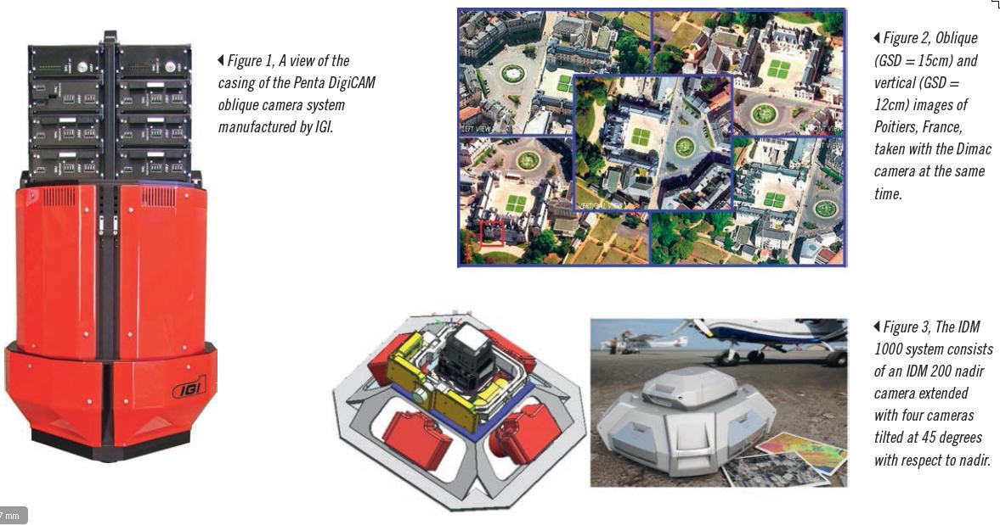 Figure 1, A view of the
casing of the Penta DigiCAM
oblique camera system
manufactured by IGI.
IGI
LEFT VIEW
VERTICAL VIEW
Figure 2, Oblique
(GSD = 15cm) and
vertical (GSD =
12cm) images of
Poitiers, France,
taken with the Dimac
camera at the same
time.
Figure 3, The IDM
1000 system consists
of an IDM 200 nadir
camera extended
with four cameras
tilted at 45 degrees
with respect to nadir.
7 mm